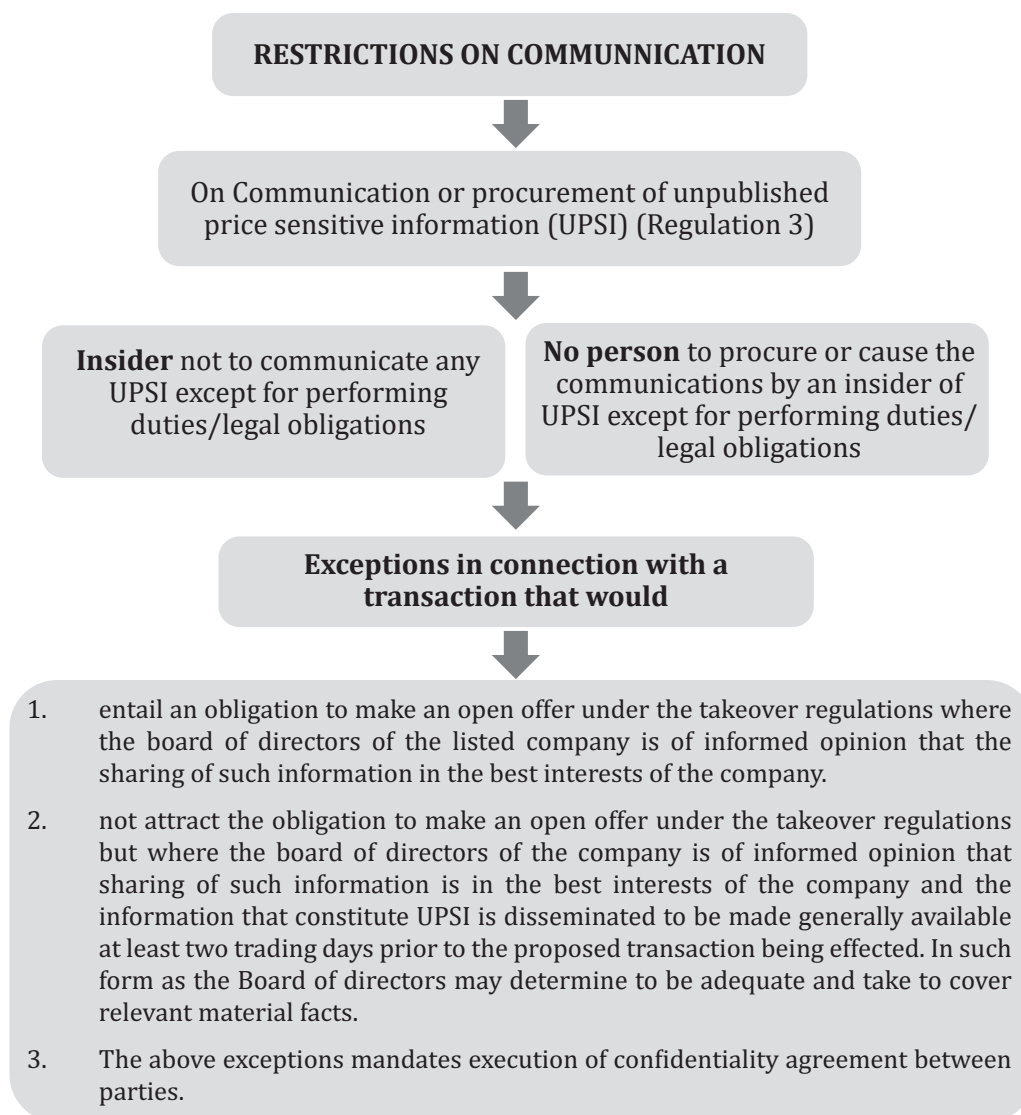 RESTRICTIONS ON COMMUNNICATION
On Communication or procurement of unpublished
price sensitive information (UPSI) (Regulation 3)
Insider not to communicate any
UPSI except for performing
duties/legal obligations
No person to procure or cause the
communications by an insider of
UPSI except for performing duties/
legal obligations
Exceptions in connection with a
transaction that would
1. entail an obligation to make an open offer under the takeover regulations where
the board of directors of the listed company is of informed opinion that the
sharing of such information in the best interests of the company.
2. not attract the obligation to make an open offer under the takeover regulations
but where the board of directors of the company is of informed opinion that
sharing of such information is in the best interests of the company and the
information that constitute UPSI is disseminated to be made generally available
at least two trading days prior to the proposed transaction being effected. In such
form as the Board of directors may determine to be adequate and take to cover
relevant material facts.
3. The above exceptions mandates execution of confidentiality agreement between
parties.